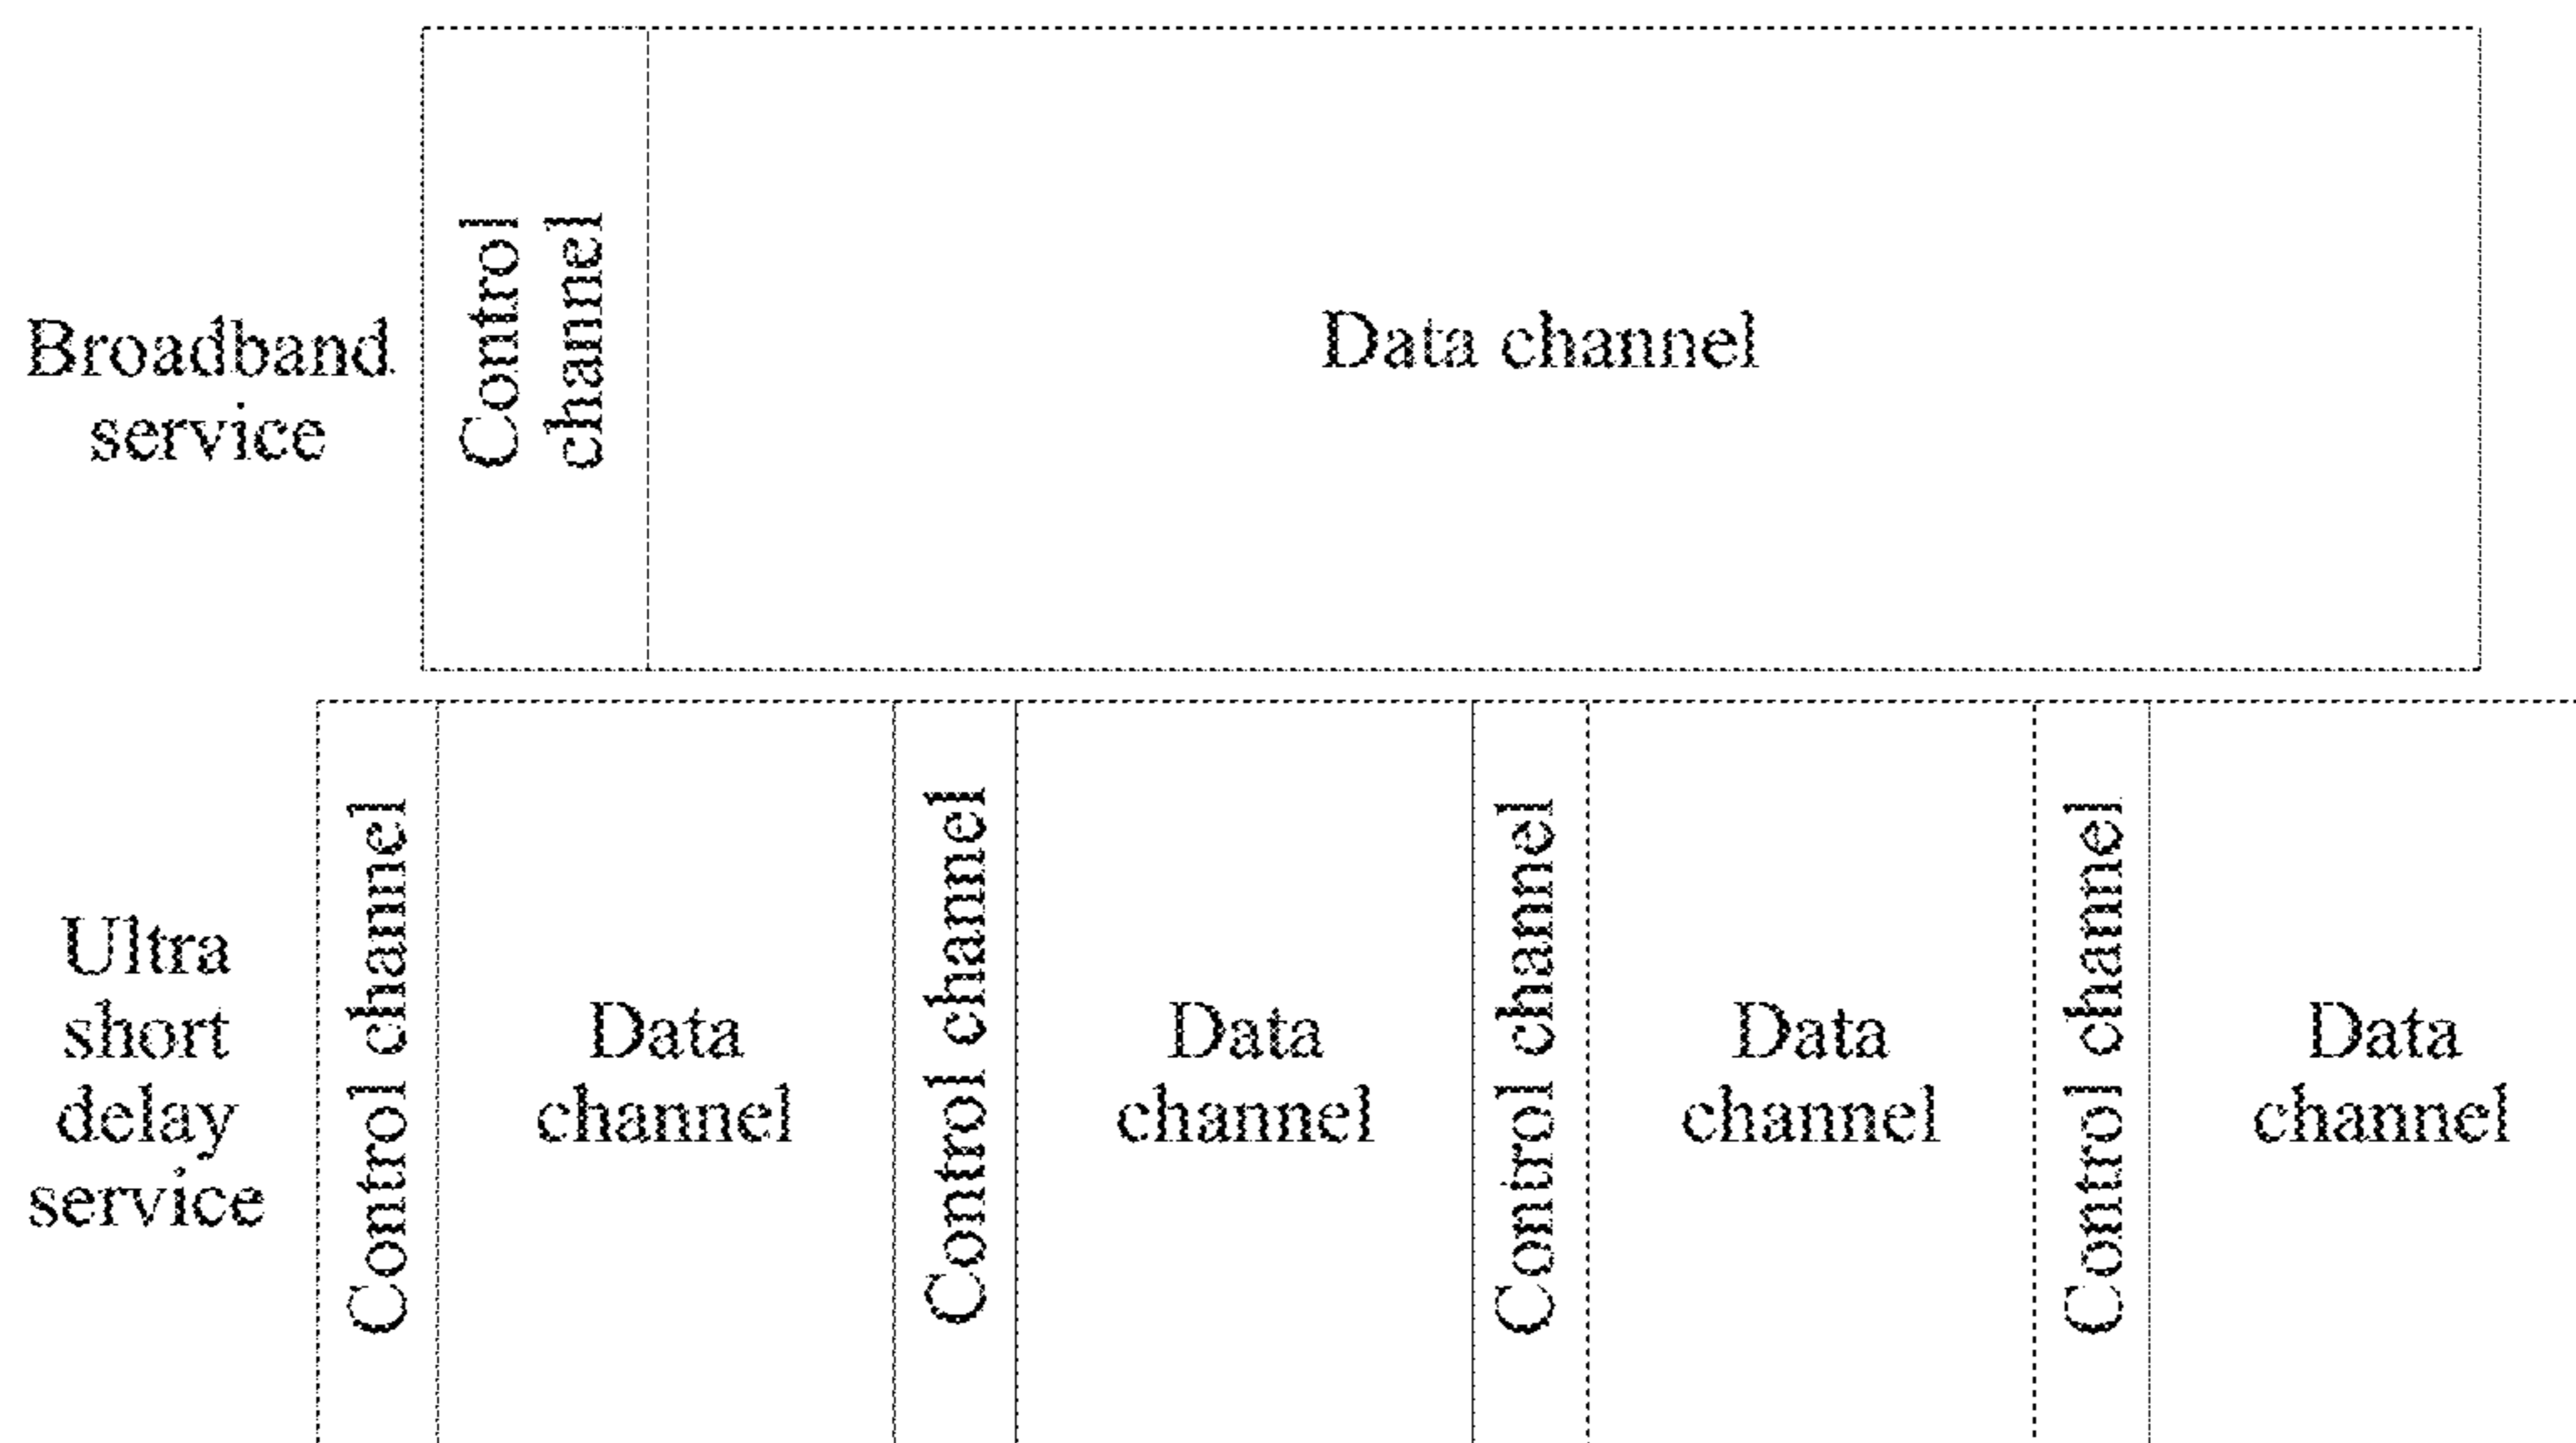 Broadband
service
Control
channel
Data channel
Ultra
short
delay
service
Control channel
Data
channel
Control channel
Data
channel
Control channel
Data
channel
Control channel
Data
channel